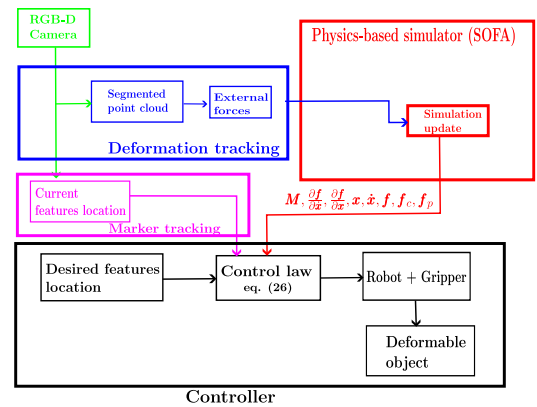 RGB-D
Camera
Physics-based simulator (SOFA)
Segmented
point cloud
External
forces
Simulation
update
Deformation tracking
M, ∂f/∂x, ∂f/∂ẋ, x, ẋ, f, f_c, f_p
Current
features location
Marker tracking
Desired features
location
Control law
eq. (26)
Robot + Gripper
Deformable
object
Controller